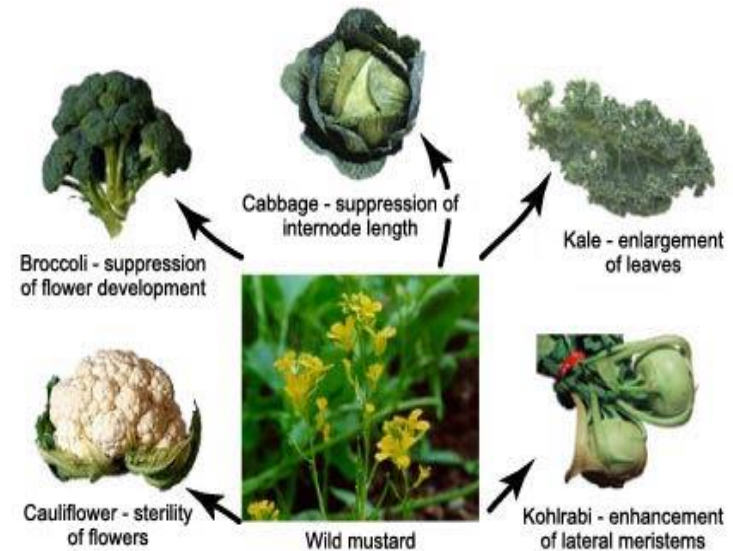 Cabbage - suppression of
internode length
Broccoli - suppression
of flower development
Kale - enlargement
of leaves
Cauliflower - sterility
of flowers
Wild mustard
Kohlrabi - enhancement
of lateral meristems